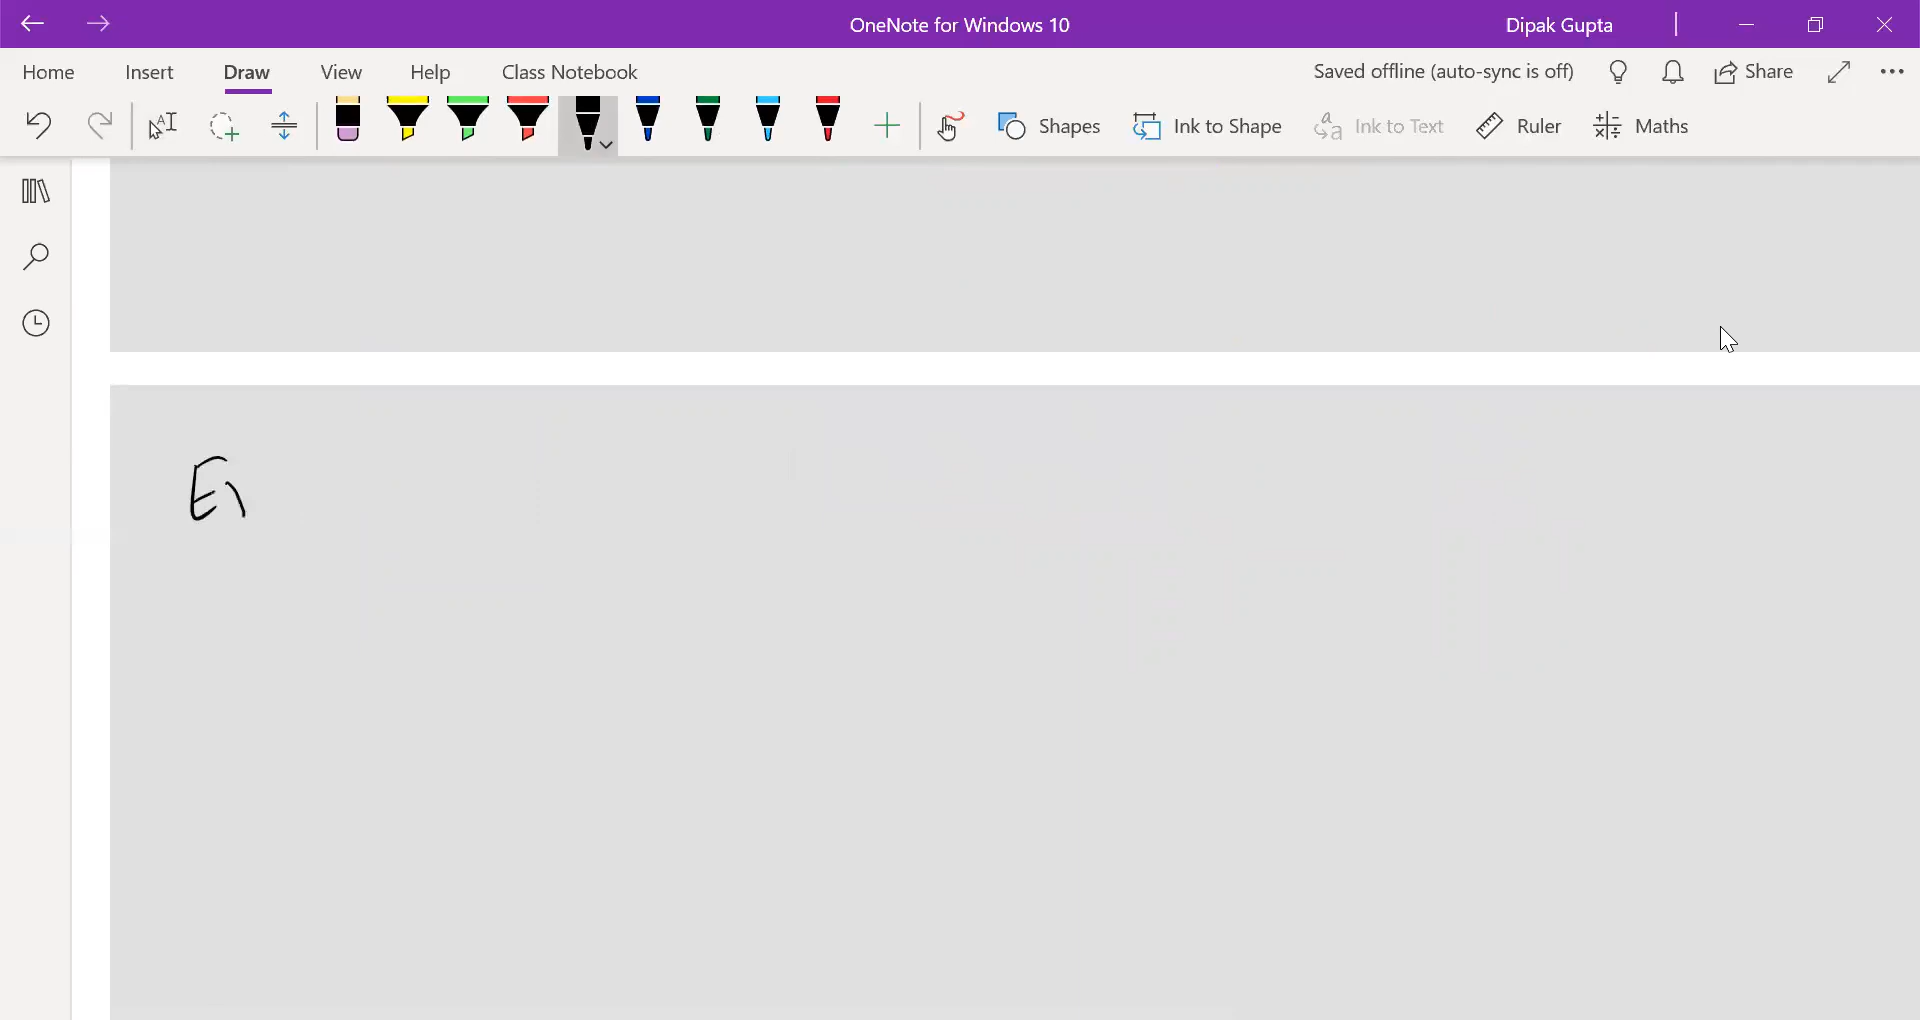 OneNote for Windows 10
Dipak Gupta
Home Insert Draw View Help Class Notebook
Saved offline (auto-sync is off) Share
Shapes Ink to Shape Ink to Text Ruler Maths